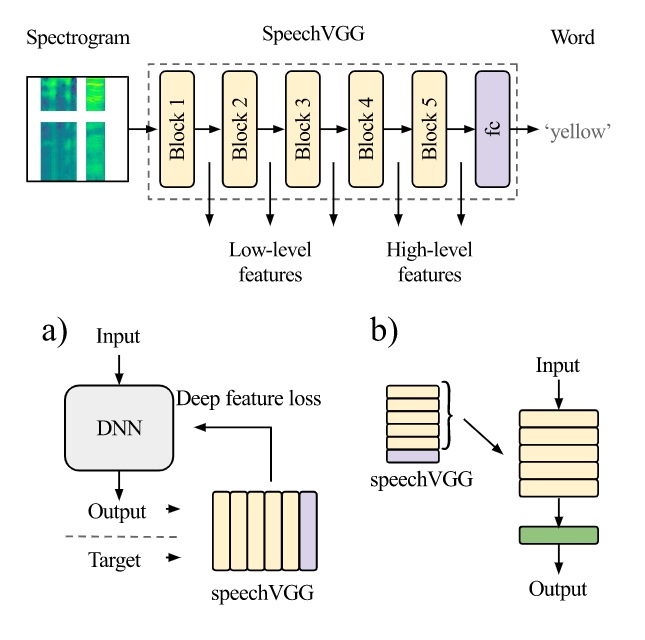 Spectrogram
SpeechVGG
Word
Block 1
Block 2
Block 3
Block 4
Block 5
fc
‘yellow’
Low-level
features
High-level
features
a)
Input
DNN
Deep feature loss
Output
Target
speechVGG
b)
Input
speechVGG
Output